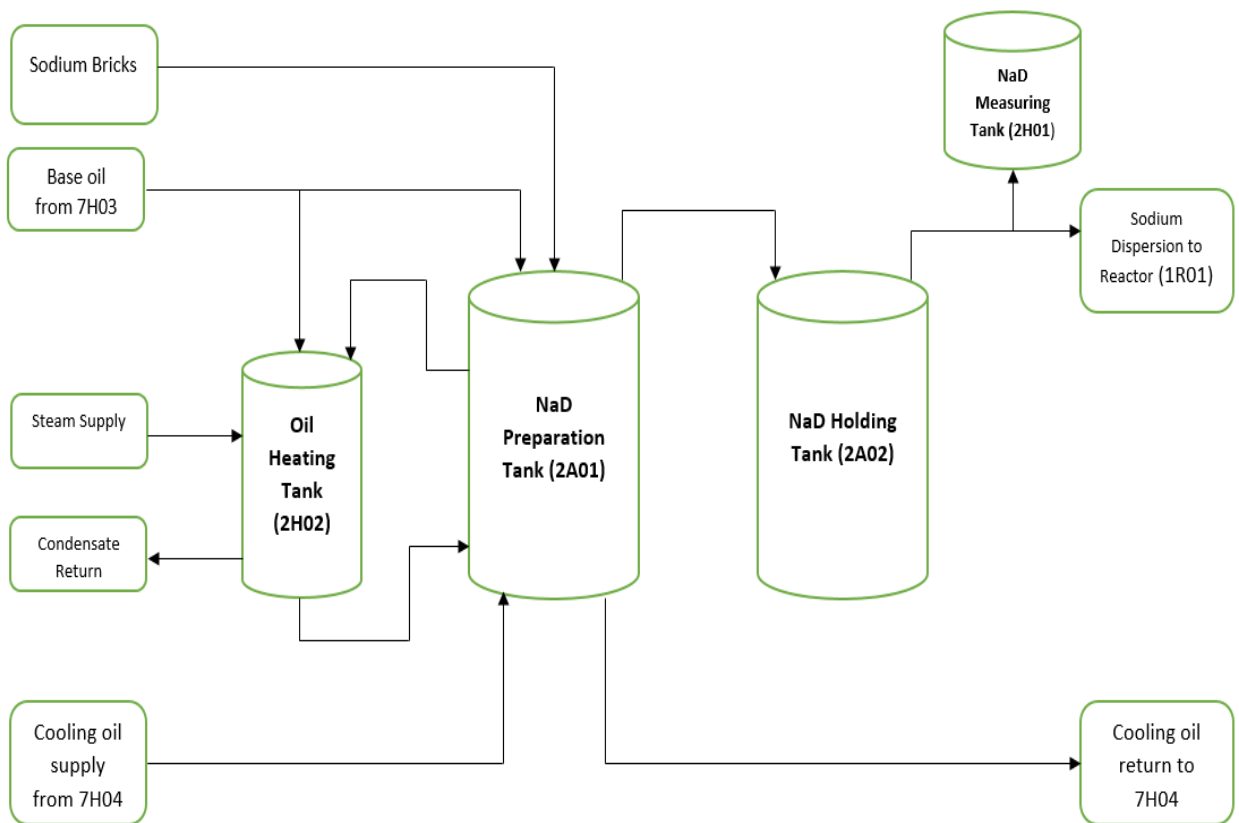 Sodium Bricks
NaD
Measuring
Tank (2H01)
Base oil
from 7H03
Sodium
Dispersion to
Reactor (1R01)
Steam Supply
Oil
Heating
Tank
(2H02)
NaD
Preparation
Tank (2A01)
NaD Holding
Tank (2A02)
Condensate
Return
Cooling oil
supply
from 7H04
Cooling oil
return to
7H04